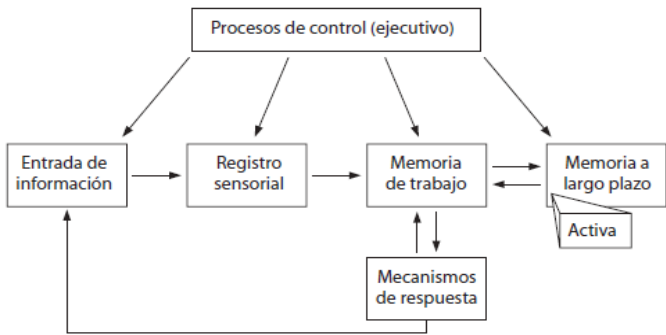 Procesos de control (ejecutivo)
Entrada de
información
Registro
sensorial
Memoria
de trabajo
Memoria a
largo plazo
Activa
Mecanismos
de respuesta